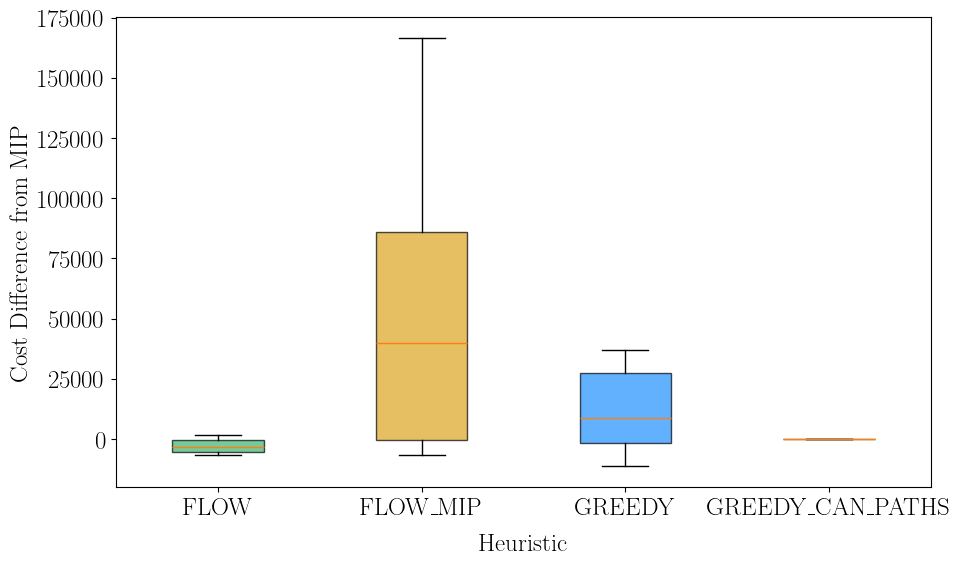 175000
150000
125000
100000
75000
50000
25000
0
Cost Difference from MIP
FLOW
FLOW_MIP
GREEDY
GREEDY_CAN_PATHS
Heuristic